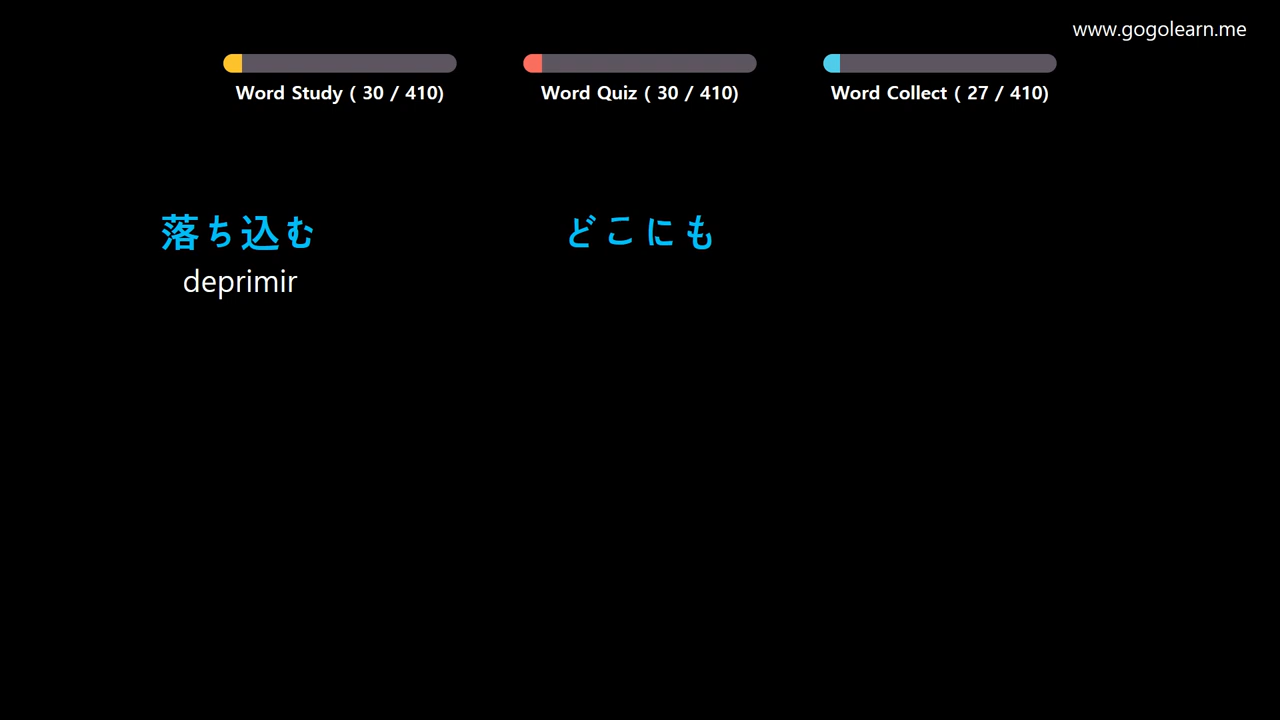 www.gogolearn.me
Word Study ( 30 / 410)
Word Quiz ( 30 / 410)
Word Collect ( 27 / 410)
落ち込む
どこにも
deprimir